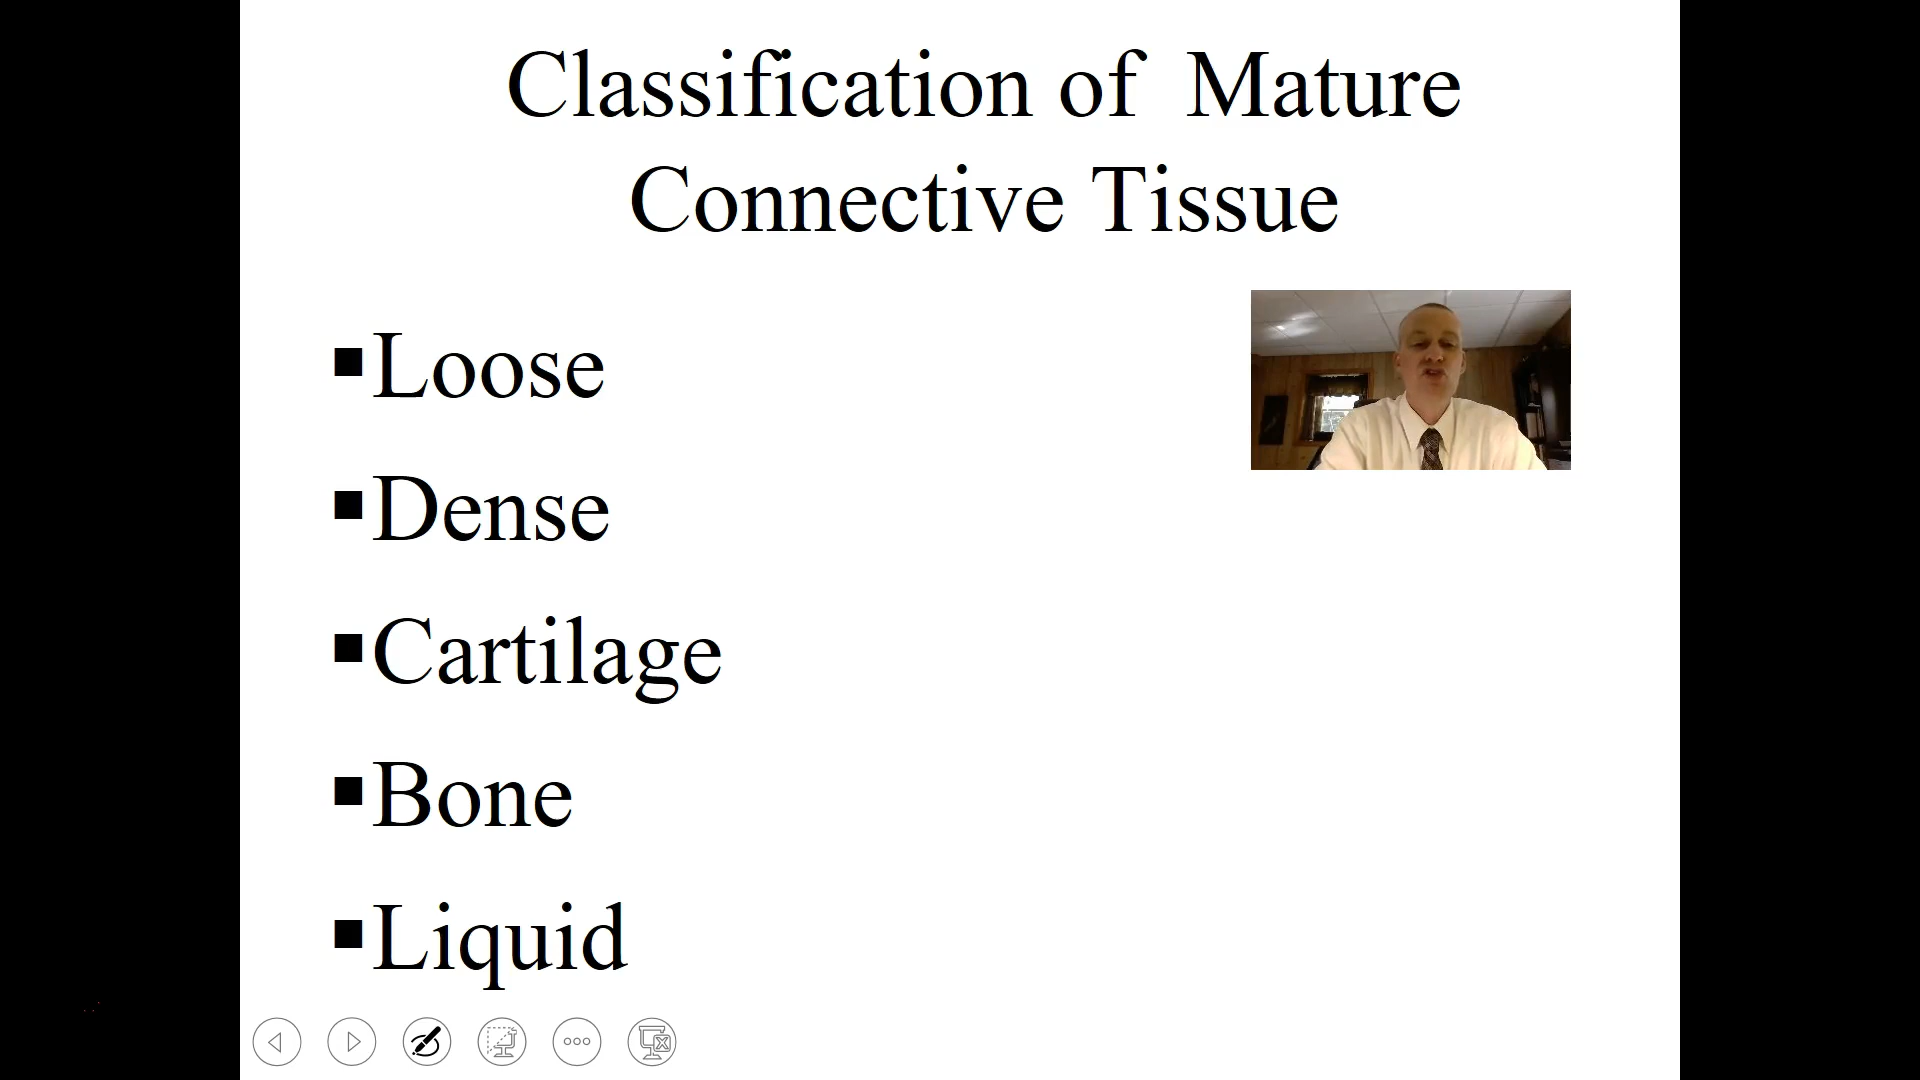 Classification of  Mature
Connective Tissue
▪Loose
▪Dense
▪Cartilage
▪Bone
▪Liquid